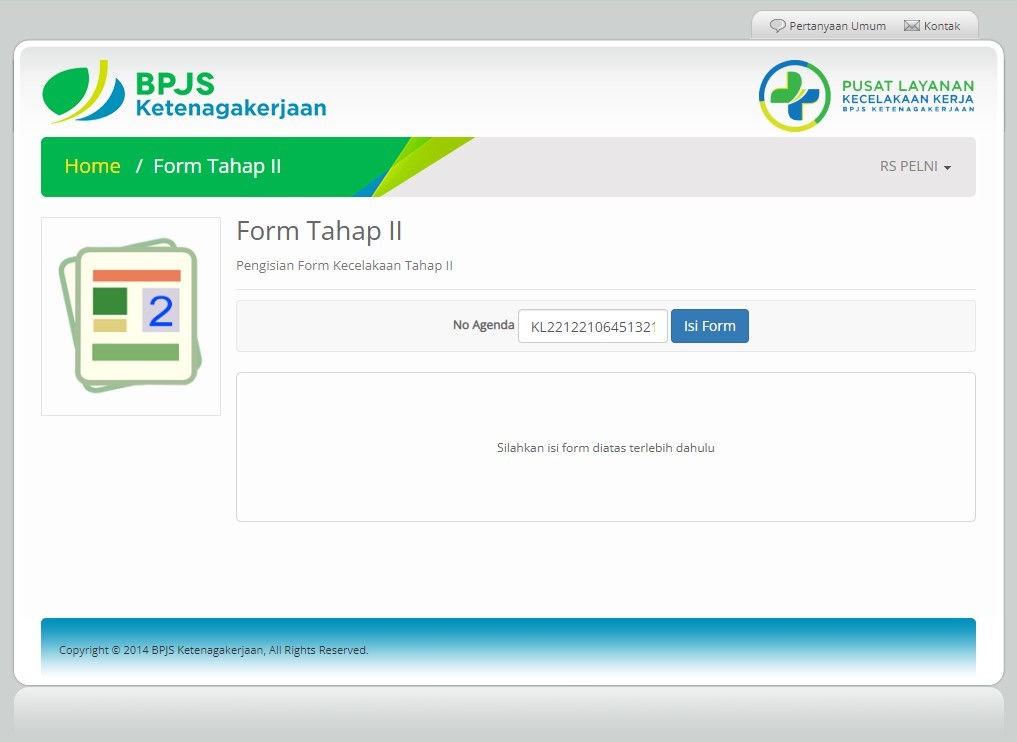 Pertanyaan Umum Kontak
BPJS
Ketenagakerjaan
PUSAT LAYANAN
KECELAKAAN KERJA
BPJS KETENAGAKERJAAN
Home / Form Tahap II
RS PELNI
2
Form Tahap II
Pengisian Form Kecelakaan Tahap II
No Agenda KL22122106451321 Isi Form
Silahkan isi form diatas terlebih dahulu
Copyright © 2014 BPJS Ketenagakerjaan, All Rights Reserved.